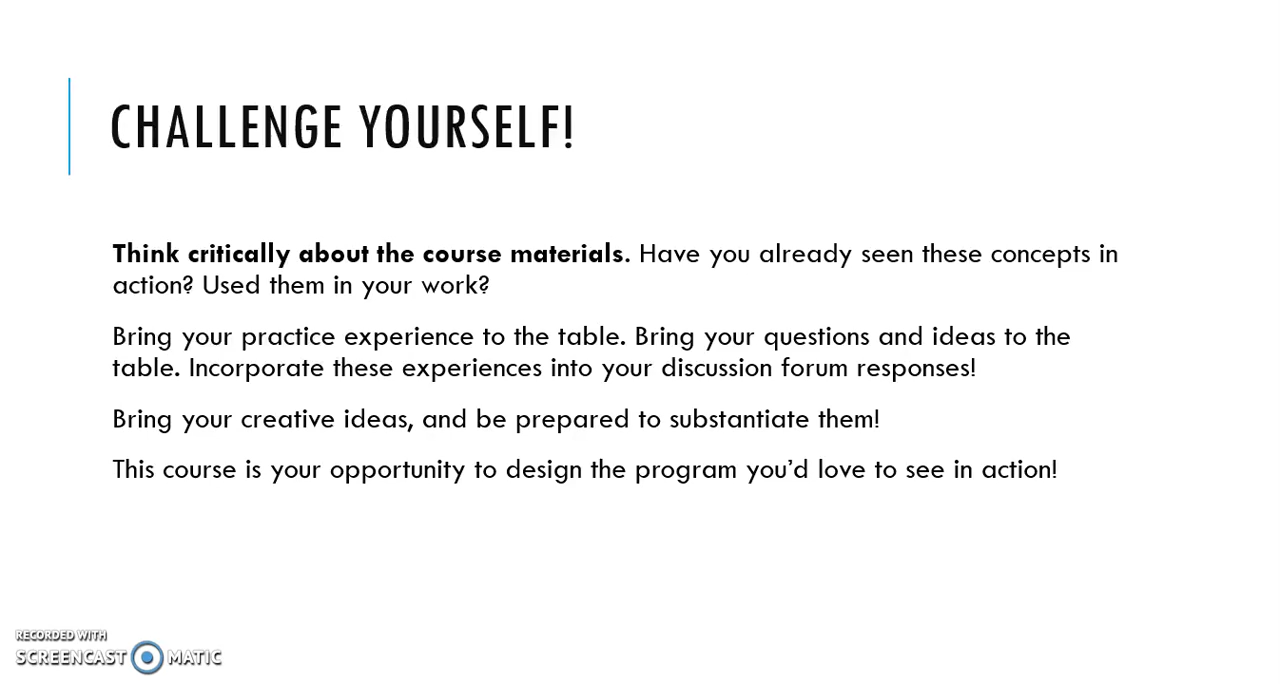 CHALLENGE YOURSELF!
Think critically about the course materials. Have you already seen these concepts in
action? Used them in your work?
Bring your practice experience to the table. Bring your questions and ideas to the
table. Incorporate these experiences into your discussion forum responses!
Bring your creative ideas, and be prepared to substantiate them!
This course is your opportunity to design the program you’d love to see in action!
RECORDED WITH
SCREENCAST MATIC